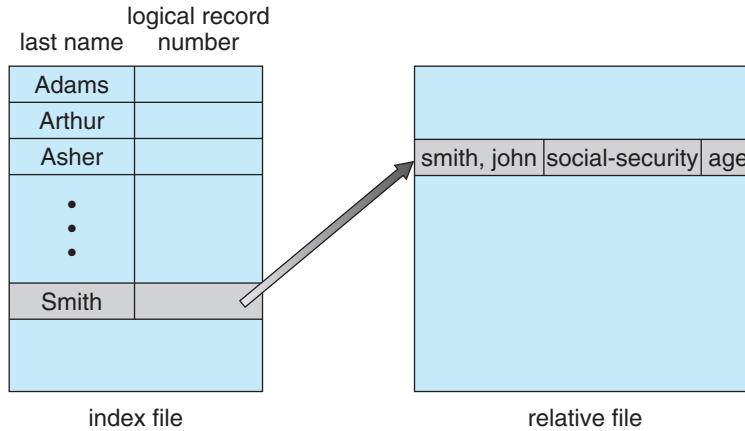 logical record
last name number
Adams
Arthur
Asher
Smith
smith, john social-security age
index file relative file